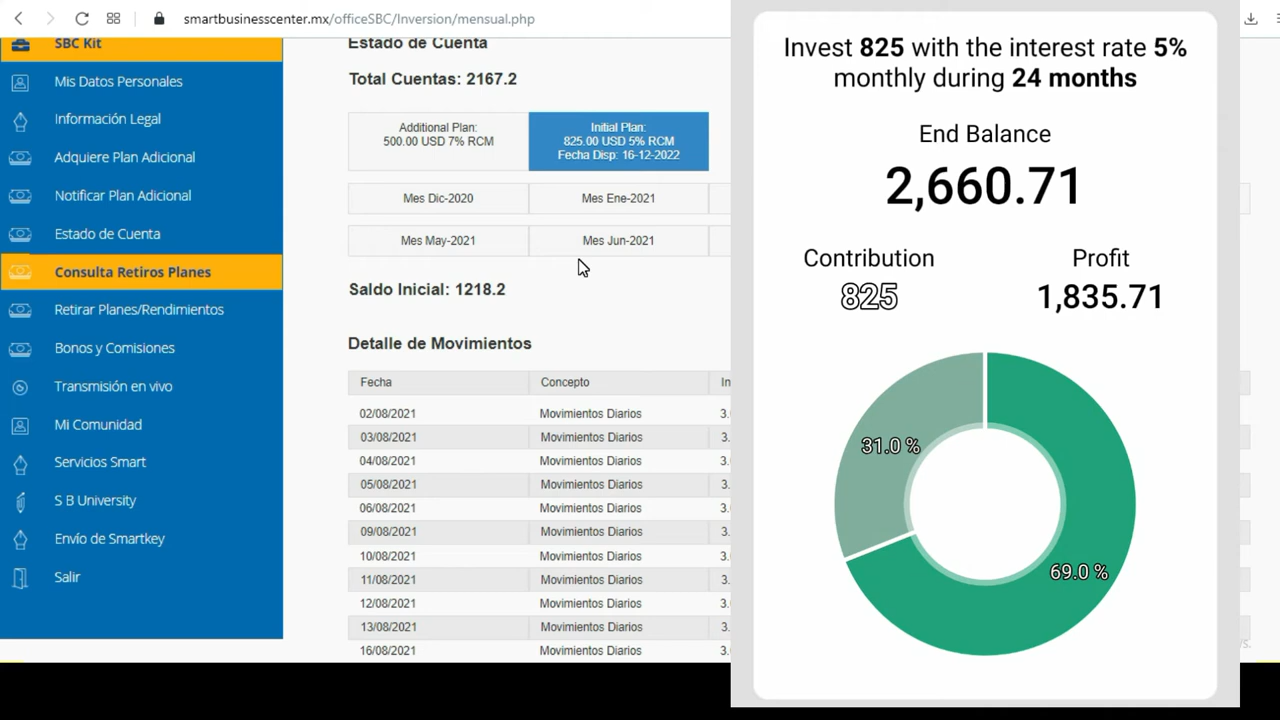 smartbusinesscenter.mx/officeSBC/Inversion/mensual.php
SBC Kit
Mis Datos Personales
Información Legal
Adquiere Plan Adicional
Notificar Plan Adicional
Estado de Cuenta
Consulta Retiros Planes
Retirar Planes/Rendimientos
Bonos y Comisiones
Transmisión en vivo
Mi Comunidad
Servicios Smart
S B University
Envío de Smartkey
Salir
Estado de Cuenta
Total Cuentas: 2167.2
Additional Plan:
500.00 USD 7% RCM
Initial Plan:
825.00 USD 5% RCM
Fecha Disp: 16-12-2022
Mes Dic-2020
Mes Ene-2021
Mes May-2021
Mes Jun-2021
Saldo Inicial: 1218.2
Detalle de Movimientos
Fecha Concepto
02/08/2021 Movimientos Diarios
03/08/2021 Movimientos Diarios
04/08/2021 Movimientos Diarios
05/08/2021 Movimientos Diarios
06/08/2021 Movimientos Diarios
09/08/2021 Movimientos Diarios
10/08/2021 Movimientos Diarios
11/08/2021 Movimientos Diarios
12/08/2021 Movimientos Diarios
13/08/2021 Movimientos Diarios
16/08/2021 Movimientos Diarios
Invest 825 with the interest rate 5%
monthly during 24 months
End Balance
2,660.71
Contribution
825
Profit
1,835.71
31.0 %
69.0 %